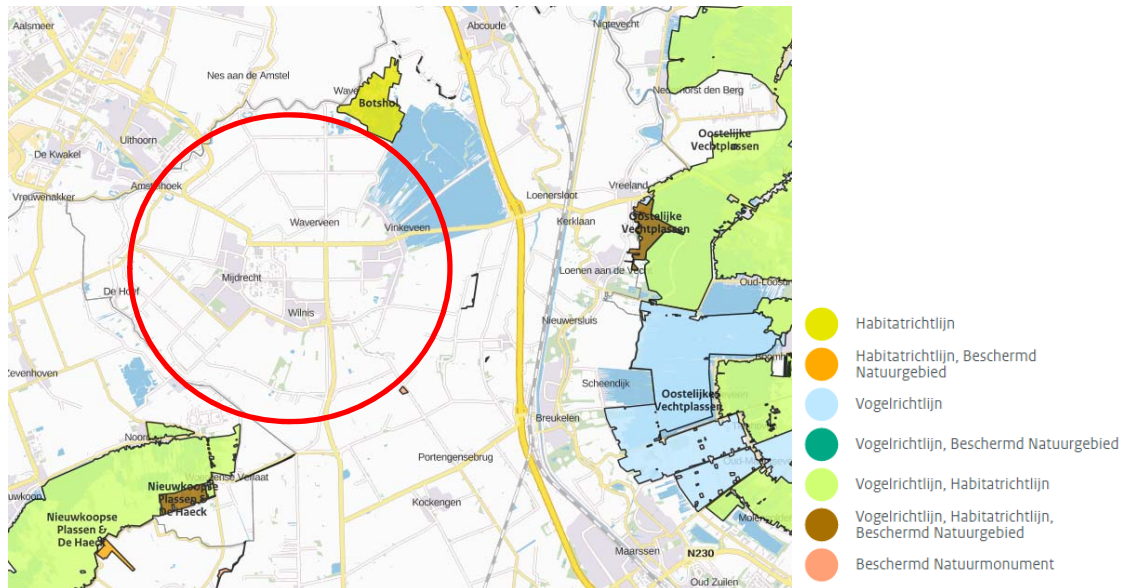 Aalsmeer
Abcoude
Nigtevecht
Nes aan de Amstel
Botshol
Oostelijke
Vechtplassen
Uithoorn
De Kwakel
Amstelhoek
Vreeland
Loenersloot
Vreuwenakker
Kerklaan
Oostelijke
Vechtplassen
Waverveen
Vinkeveen
Loenen aan de Vecht
Mijdrecht
De Hoef
Wilnis
Nieuwersluis
Scheendijk
Oostelijke
Vechtplassen
Breukelen
Portengensebrug
Kockengen
Nieuwkoopse
Plassen &
De Haeck
Nieuwkoopse
Plassen &
De Haeck
Maarssen
N230
Oud Zuilen
Habitatrichtlijn
Habitatrichtlijn, Beschermd
Natuurgebied
Vogelrichtlijn
Vogelrichtlijn, Beschermd Natuurgebied
Vogelrichtlijn, Habitatrichtlijn
Vogelrichtlijn, Habitatrichtlijn,
Beschermd Natuurgebied
Beschermd Natuurmonument